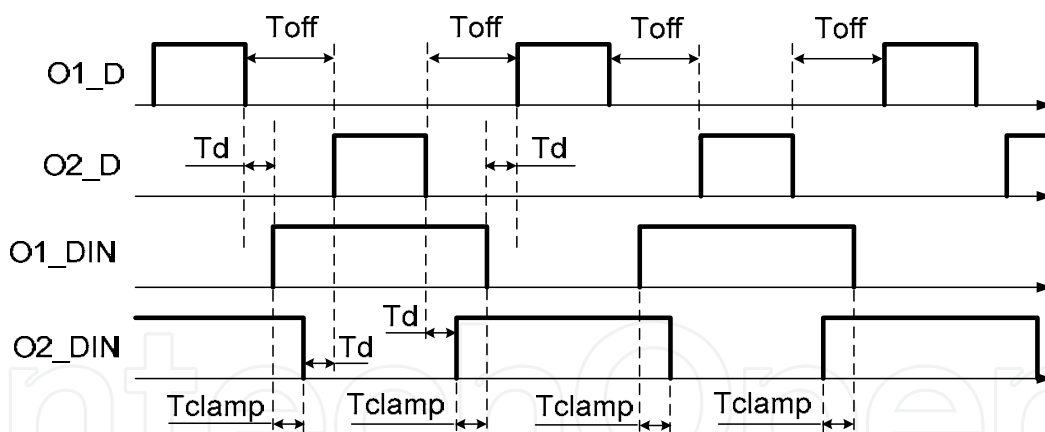 Toff Toff Toff Toff
O1_D
O2_D
Td Td
O1_DIN
O2_DIN
Td Td
Tclamp Tclamp Tclamp Tclamp